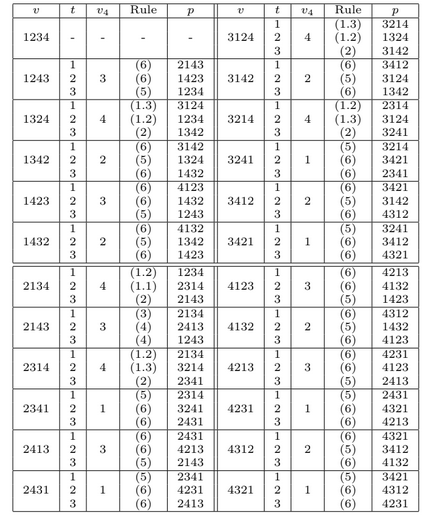 v t v4 Rule p v t v4 Rule p
1234 - - - - 3124 1 4 (1.3) 3214
2 (1.2) 1324
3 (2) 3142
1243 1 3 (6) 2143 3142 1 2 (6) 3412
2 (6) 1423 2 (5) 3124
3 (5) 1234 3 (6) 1342
1324 1 4 (1.3) 3124 3214 1 4 (1.2) 2314
2 (1.2) 1234 2 (1.3) 3124
3 (2) 1342 3 (2) 3241
1342 1 2 (6) 3142 3241 1 1 (5) 3214
2 (5) 1324 2 (6) 3421
3 (6) 1432 3 (6) 2341
1423 1 3 (6) 4123 3412 1 2 (6) 3421
2 (6) 1432 2 (5) 3142
3 (5) 1243 3 (6) 4312
1432 1 2 (6) 4132 3421 1 1 (5) 3241
2 (5) 1342 2 (6) 3412
3 (6) 1423 3 (6) 4321
2134 1 4 (1.2) 1234 4123 1 3 (6) 4213
2 (1.1) 2314 2 (6) 4132
3 (2) 2143 3 (5) 1423
2143 1 3 (3) 2134 4132 1 2 (6) 4312
2 (4) 2413 2 (5) 1432
3 (4) 1243 3 (6) 4123
2314 1 4 (1.2) 2134 4213 1 3 (6) 4231
2 (1.3) 3214 2 (6) 4123
3 (2) 2341 3 (5) 2413
2341 1 1 (5) 2314 4231 1 1 (5) 2431
2 (6) 3241 2 (6) 4321
3 (6) 2431 3 (6) 4213
2413 1 3 (6) 2431 4312 1 2 (6) 4321
2 (6) 4213 2 (5) 3412
3 (5) 2143 3 (6) 4132
2431 1 1 (5) 2341 4321 1 1 (5) 3421
2 (6) 4231 2 (6) 4312
3 (6) 2413 3 (6) 4231